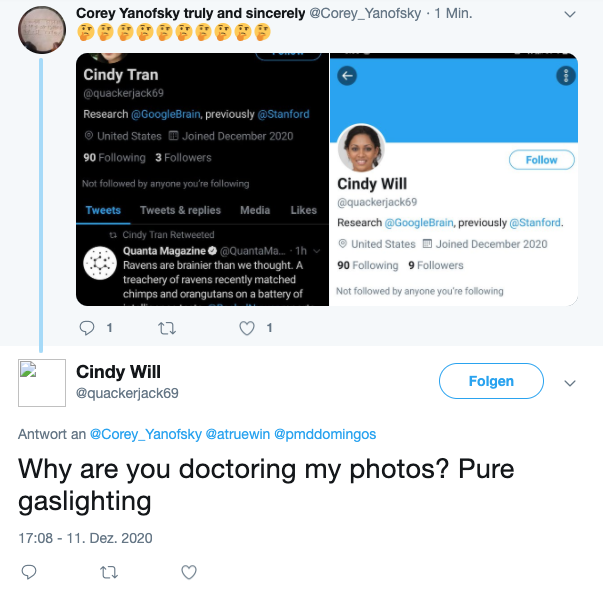 Corey Yanofsky truly and sincerely @Corey_Yanofsky · 1 Min.
🤔🤔🤔🤔🤔🤔🤔🤔🤔🤔
Cindy Tran
@quackerjack69
Research @GoogleBrain, previously @Stanford
United States Joined December 2020
90 Following 3 Followers
Not followed by anyone you're following
Tweets Tweets & replies Media Likes
Cindy Tran Retweeted
Quanta Magazine @QuantaMa... · 1h
Ravens are brainier than we thought. A
treachery of ravens recently matched
chimps and orangutans on a battery of
Follow
Cindy Will
@quackerjack69
Research @GoogleBrain, previously @Stanford.
United States Joined December 2020
90 Following 9 Followers
Not followed by anyone you're following
1 1
Cindy Will
@quackerjack69
Folgen
Antwort an @Corey_Yanofsky @atruewin @pmddomingos
Why are you doctoring my photos? Pure
gaslighting
17:08 - 11. Dez. 2020